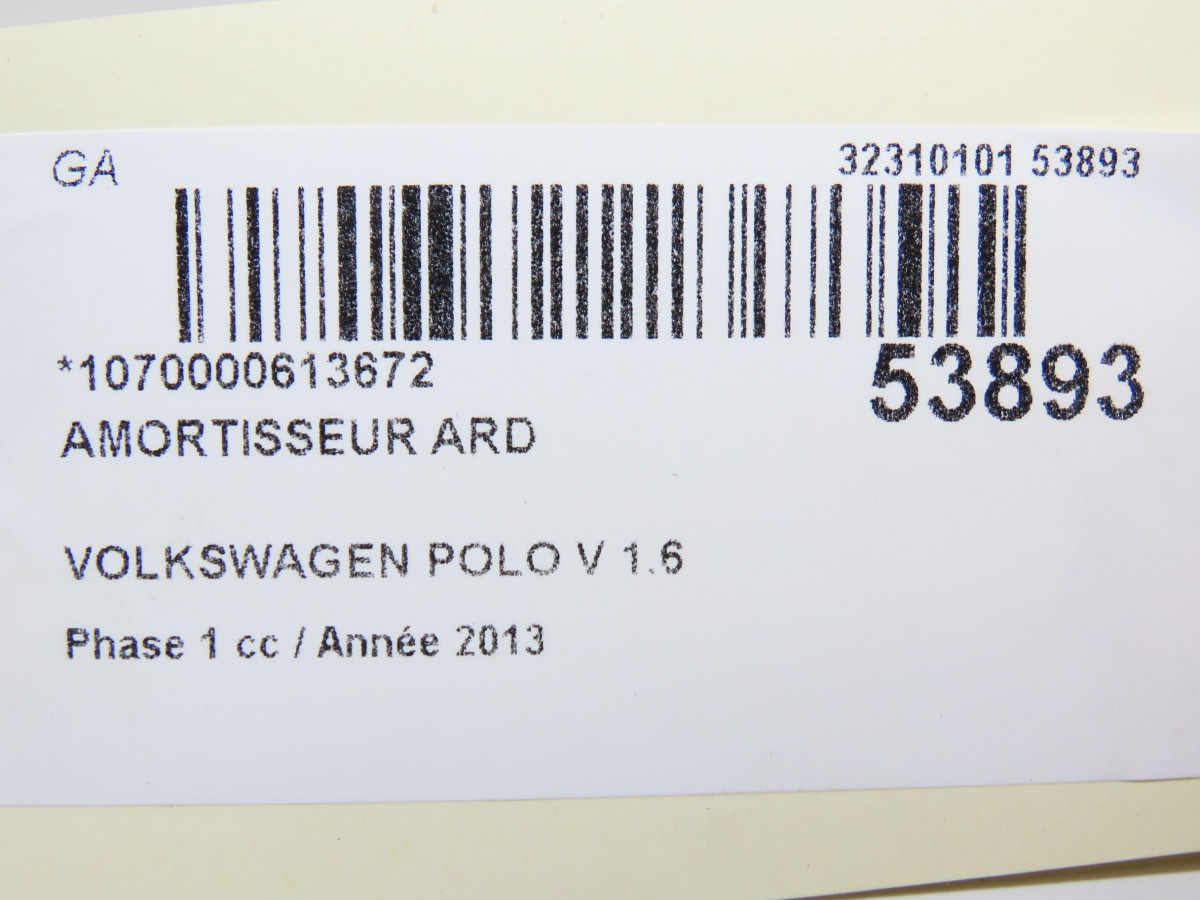 GA 32310101 53893
*1070000613672 53893
AMORTISSEUR ARD
VOLKSWAGEN POLO V 1.6
Phase 1 cc / Année 2013